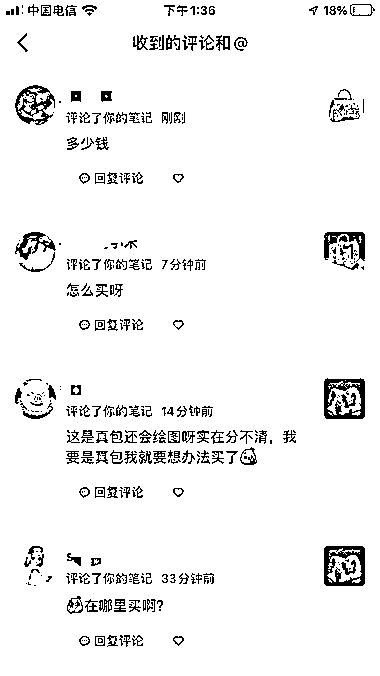 中国电信
下午1:36
18%
收到的评论和@
评论了你的笔记 刚刚
多少钱
回复评论
评论了你的笔记 7分钟前
怎么买呀
回复评论
评论了你的笔记 14分钟前
这是真包还会绘图呀实在分不清，我
要是真包我就要想办法买了
回复评论
评论了你的笔记 33分钟前
在哪里买啊？
回复评论